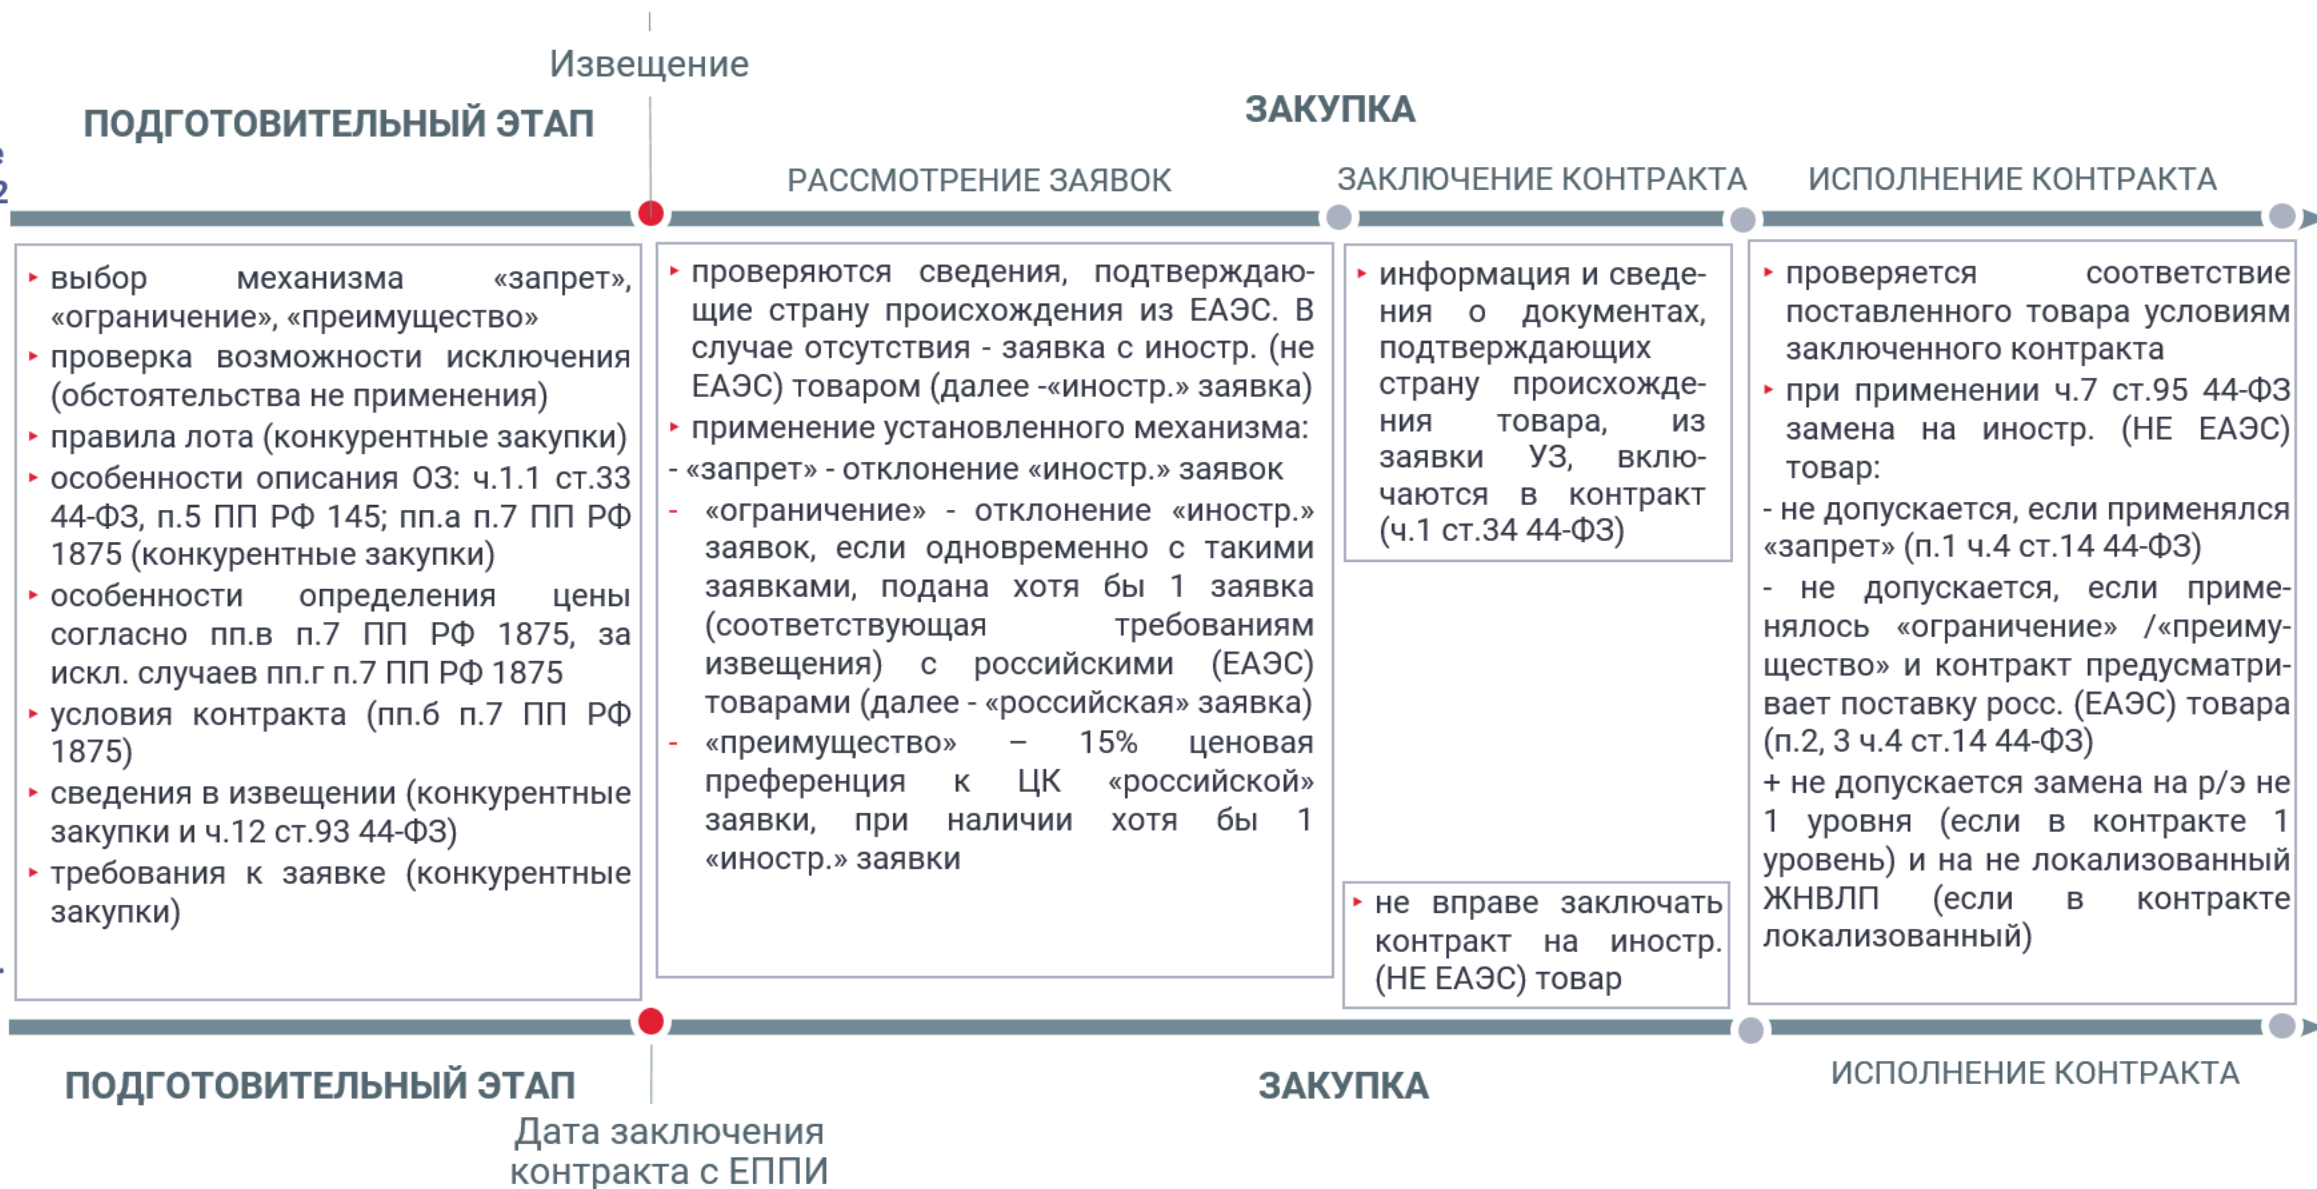 Извещение
ПОДГОТОВИТЕЛЬНЫЙ ЭТАП
ЗАКУПКА
е
2
РАССМОТРЕНИЕ ЗАЯВОК
ЗАКЛЮЧЕНИЕ КОНТРАКТА
ИСПОЛНЕНИЕ КОНТРАКТА
‣ выбор механизма «запрет»,
«ограничение», «преимущество»
‣ проверка возможности исключения
(обстоятельства не применения)
‣ правила лота (конкурентные закупки)
‣ особенности описания ОЗ: ч.1.1 ст.33
44-ФЗ, п.5 ПП РФ 145; пп.а п.7 ПП РФ
1875 (конкурентные закупки)
‣ особенности определения цены
согласно пп.в п.7 ПП РФ 1875, за
искл. случаев пп.г п.7 ПП РФ 1875
‣ условия контракта (пп.б п.7 ПП РФ
1875)
‣ сведения в извещении (конкурентные
закупки и ч.12 ст.93 44-ФЗ)
‣ требования к заявке (конкурентные
закупки)
‣ проверяются сведения, подтверждаю-
щие страну происхождения из ЕАЭС. В
случае отсутствия - заявка с иностр. (не
ЕАЭС) товаром (далее -«иностр.» заявка)
‣ применение установленного механизма:
- «запрет» - отклонение «иностр.» заявок
- «ограничение» - отклонение «иностр.»
заявок, если одновременно с такими
заявками, подана хотя бы 1 заявка
(соответствующая требованиям
извещения) с российскими (ЕАЭС)
товарами (далее - «российская» заявка)
- «преимущество» – 15% ценовая
преференция к ЦК «российской»
заявки, при наличии хотя бы 1
«иностр.» заявки
‣ информация и сведе-
ния о документах,
подтверждающих
страну происхожде-
ния товара, из
заявки УЗ, вклю-
чаются в контракт
(ч.1 ст.34 44-ФЗ)
‣ не вправе заключать
контракт на иностр.
(НЕ ЕАЭС) товар
‣ проверяется соответствие
поставленного товара условиям
заключенного контракта
‣ при применении ч.7 ст.95 44-ФЗ
замена на иностр. (НЕ ЕАЭС)
товар:
- не допускается, если применялся
«запрет» (п.1 ч.4 ст.14 44-ФЗ)
- не допускается, если приме-
нялось «ограничение» /«преиму-
щество» и контракт предусматри-
вает поставку росс. (ЕАЭС) товара
(п.2, 3 ч.4 ст.14 44-ФЗ)
+ не допускается замена на р/э не
1 уровня (если в контракте 1
уровень) и на не локализованный
ЖНВЛП (если в контракте
локализованный)
ПОДГОТОВИТЕЛЬНЫЙ ЭТАП
ЗАКУПКА
ИСПОЛНЕНИЕ КОНТРАКТА
Дата заключения
контракта с ЕППИ